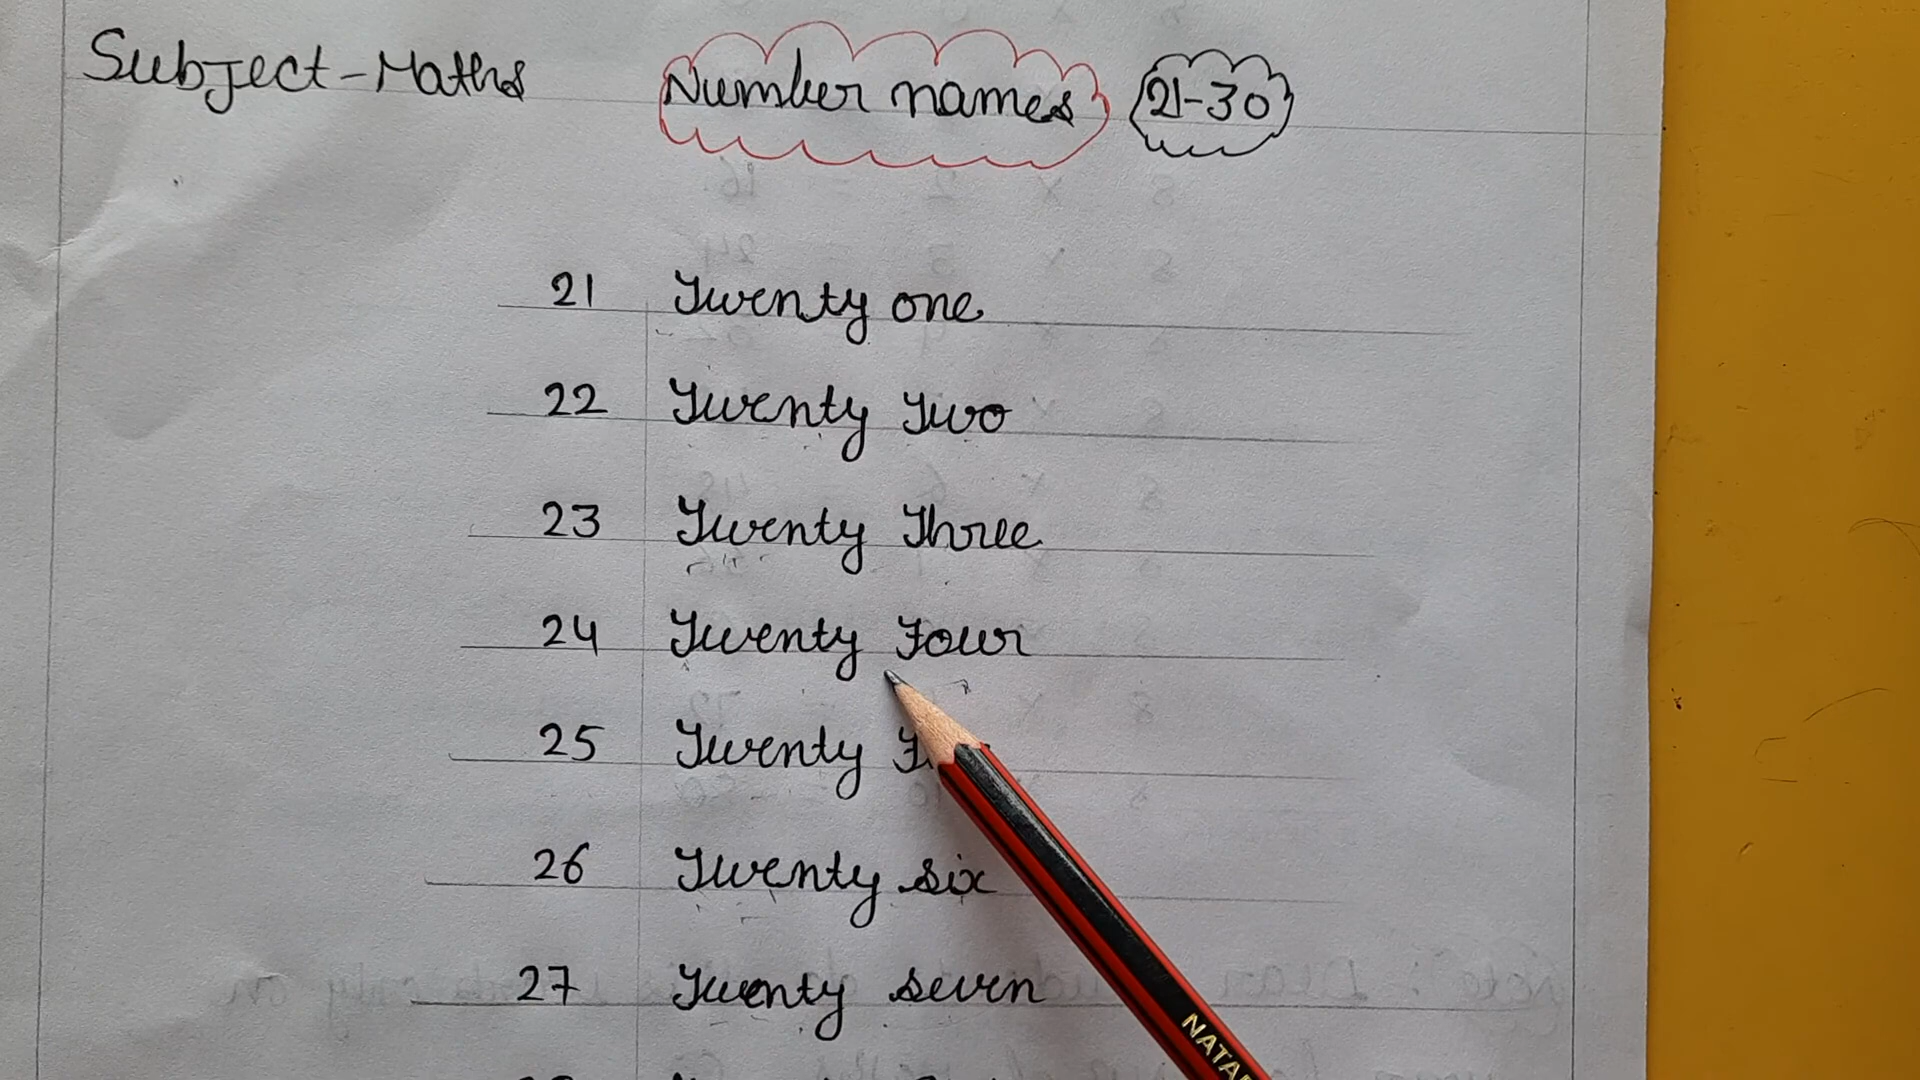 Subject-Maths Number names 21-30
21 Twenty one
22 Twenty Two
23 Twenty Three
24 Twenty Four
25 Twenty
26 Twenty six
27 Twenty seven
NATAR